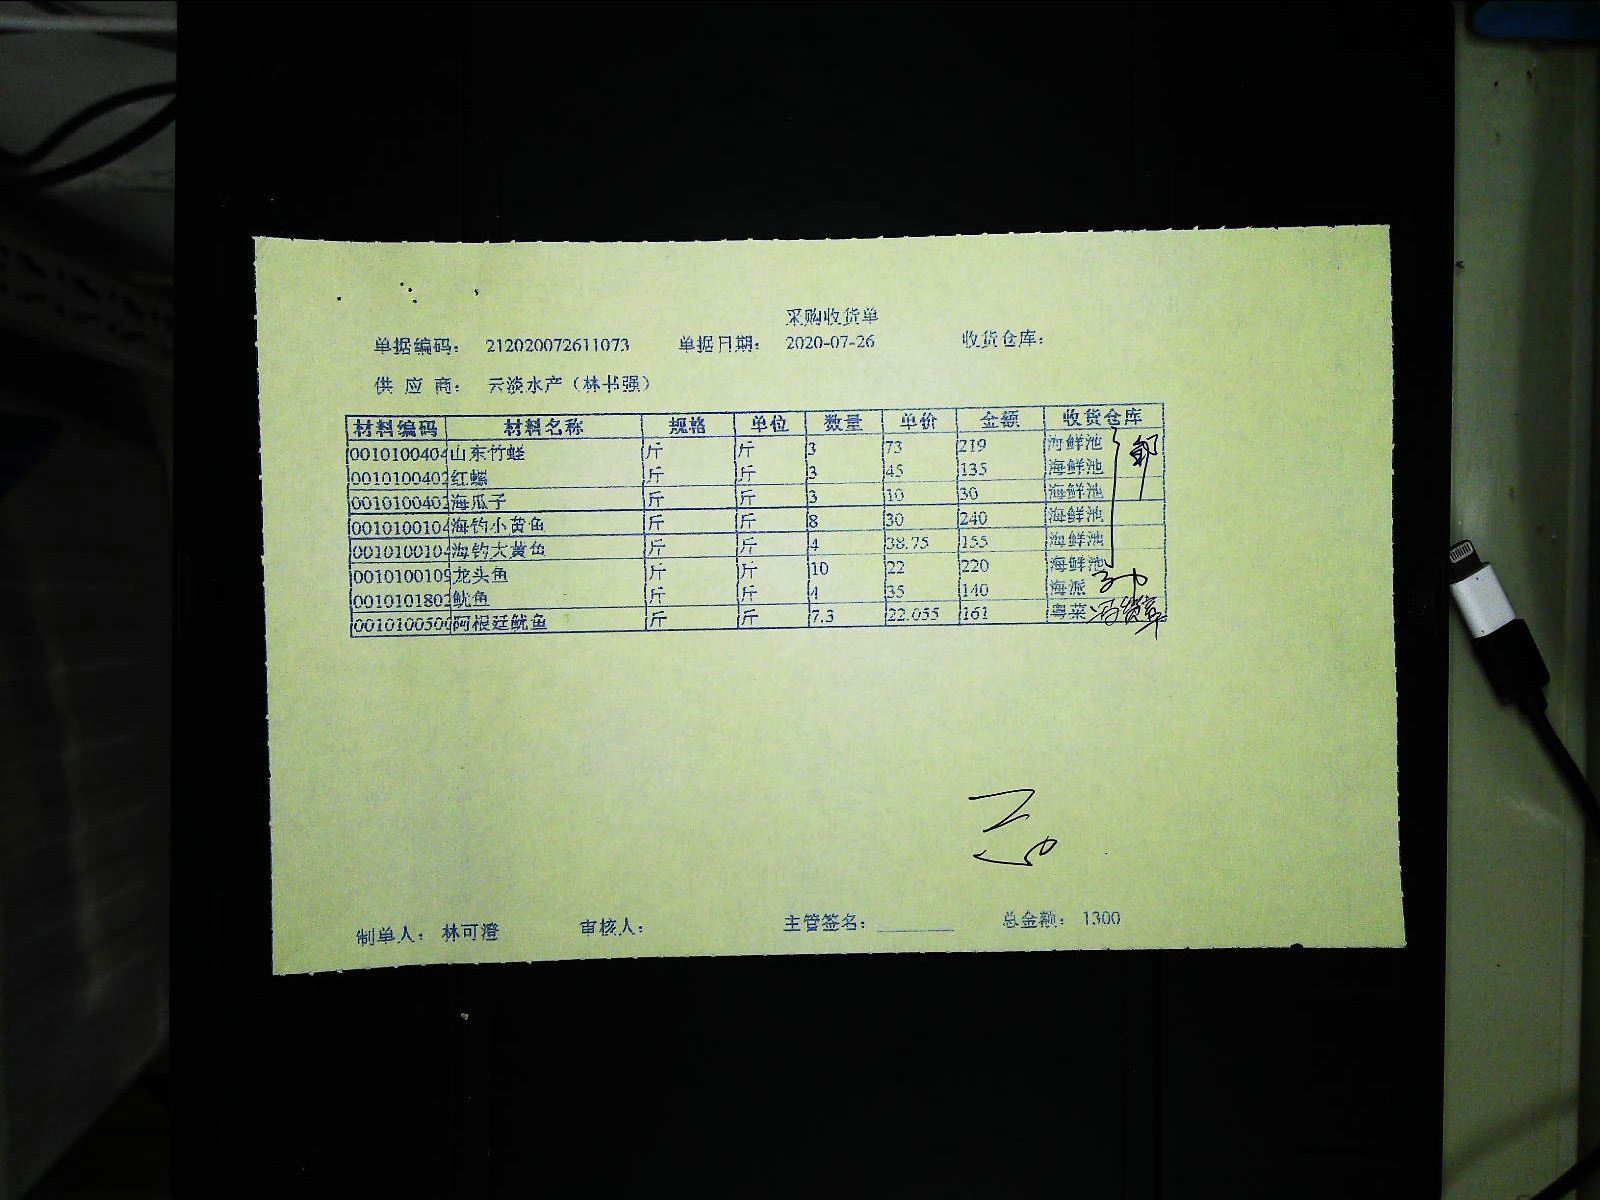 采购收货单
单据编码： 212020072611073 单据日期： 2020-07-26 收货仓库：
供 应 商： 云淡水产（林书强）
材料编码 材料名称 规格 单位 数量 单价 金额 收货仓库
0010100404 山东竹蛏 斤 斤 3 73 219 海鲜池
0010100402 红螺 斤 斤 3 45 135 海鲜池
0010100402 海瓜子 斤 斤 3 10 30 海鲜池
0010100104 海钓小黄鱼 斤 斤 8 30 240 海鲜池
0010100104 海钓大黄鱼 斤 斤 4 38.75 155 海鲜池
0010100109 龙头鱼 斤 斤 10 22 220 海鲜池
0010101802 鱿鱼 斤 斤 4 35 140 海派
0010100500 阿根廷鱿鱼 斤 斤 7.3 22.055 161 粤菜
制单人： 林可澄 审核人： 主管签名： 总金额： 1300